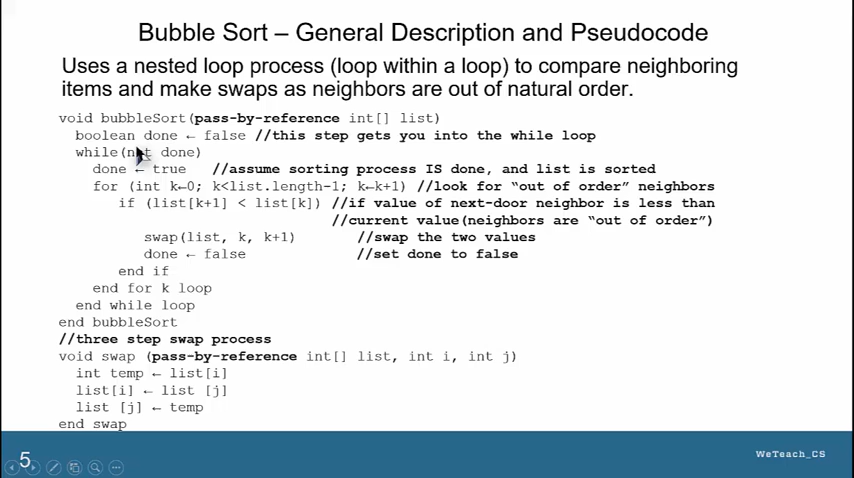 Bubble Sort – General Description and Pseudocode
Uses a nested loop process (loop within a loop) to compare neighboring
items and make swaps as neighbors are out of natural order.
void bubbleSort(pass-by-reference int[] list)
boolean done ← false //this step gets you into the while loop
while(not done)
done ← true //assume sorting process IS done, and list is sorted
for (int k←0; k<list.length-1; k←k+1) //look for “out of order” neighbors
if (list[k+1] < list[k]) //if value of next-door neighbor is less than
//current value(neighbors are “out of order”)
swap(list, k, k+1) //swap the two values
done ← false //set done to false
end if
end for k loop
end while loop
end bubbleSort
//three step swap process
void swap (pass-by-reference int[] list, int i, int j)
int temp ← list[i]
list[i] ← list [j]
list [j] ← temp
end swap
5
WeTeach_CS